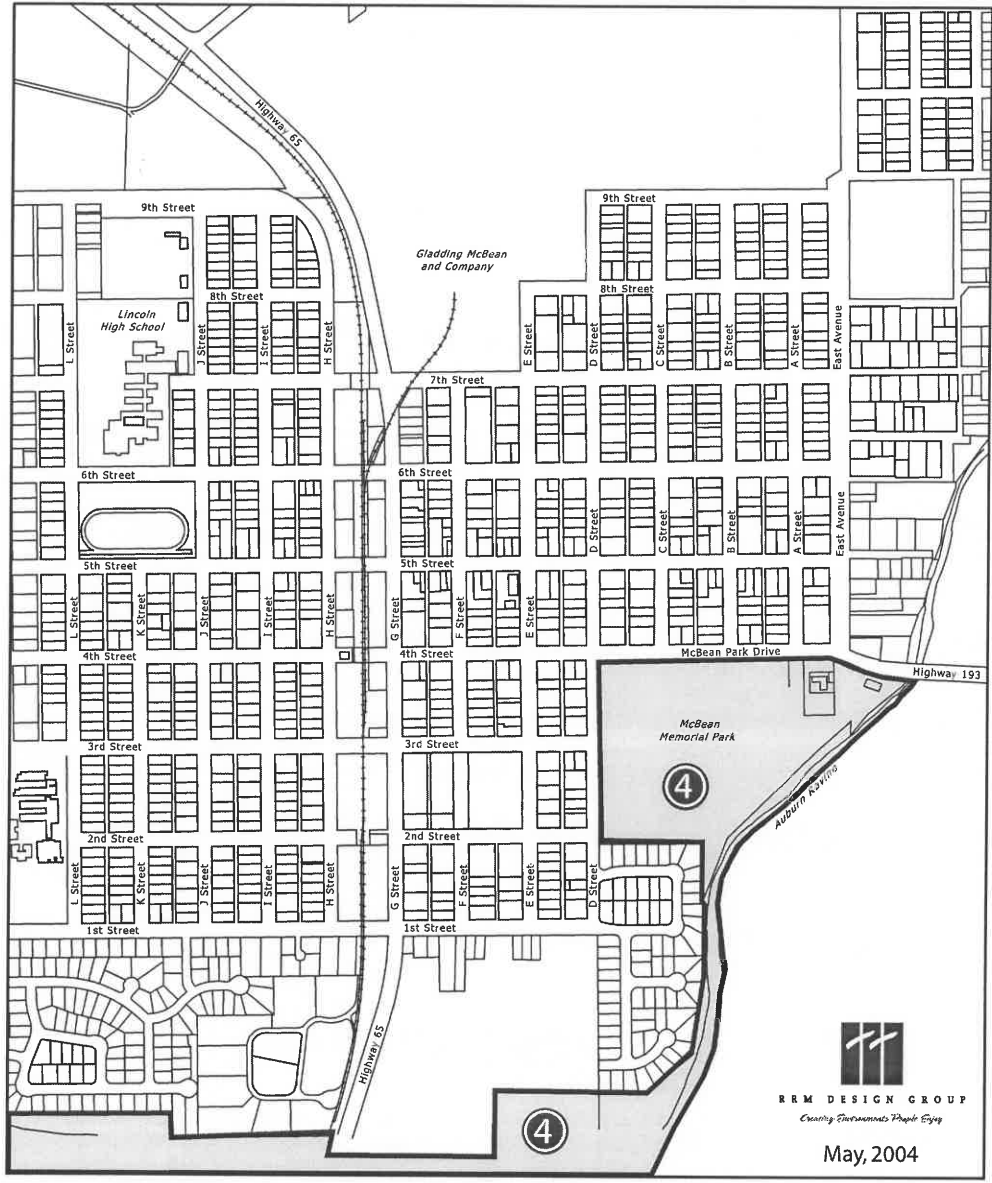 Highway 65
9th Street
9th Street
Gladding McBean
and Company
8th Street
8th Street
Lincoln
High School
L Street
J Street
I Street
H Street
E Street
D Street
C Street
B Street
A Street
East Avenue
7th Street
6th Street
6th Street
D Street
C Street
B Street
A Street
East Avenue
5th Street
5th Street
L Street
K Street
J Street
I Street
H Street
G Street
F Street
E Street
4th Street
4th Street
McBean Park Drive
Highway 193
McBean
Memorial Park
3rd Street
3rd Street
4
Auburn Ravine
2nd Street
2nd Street
L Street
K Street
J Street
I Street
H Street
G Street
F Street
E Street
D Street
1st Street
1st Street
Highway 65
4
RRM DESIGN GROUP
Creating Environments People Enjoy
May, 2004